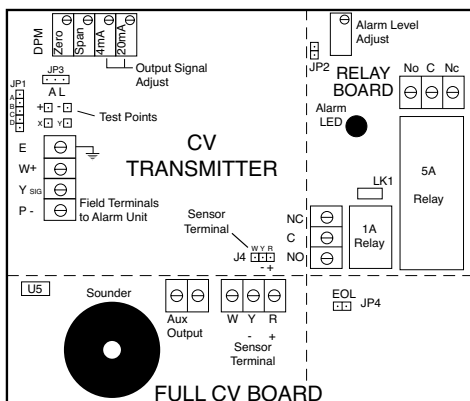 DPM
Zero
Span
4mA
20mA
Output Signal
Adjust
JP3
A L
JP1
A
B
C
D
+ -
X Y
Test Points
E
W+
Y SIG
P -
Field Terminals
to Alarm Unit
CV
TRANSMITTER
Sensor
Terminal
W Y R
J4
- +
Alarm Level
Adjust
JP2
RELAY
BOARD
No C Nc
Alarm
LED
LK1
5A
Relay
NC
C
NO
1A
Relay
U5
Sounder
Aux
Output
W Y R
- +
Sensor
Terminal
EOL
JP4
FULL CV BOARD